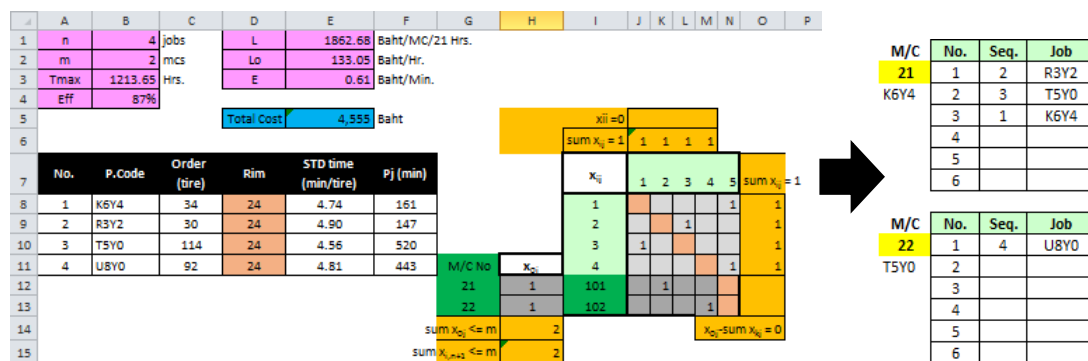 A B C D E F G H I J K L M N O P
1 n 4 jobs L 1862.68 Baht/MC/21 Hrs.
2 m 2 mcs Lo 133.05 Baht/Hr.
3 Tmax 1213.65 Hrs. E 0.61 Baht/Min.
4 Eff 87%
5 Total Cost 4,555 Baht xii =0
6 sum xij = 1 1 1 1 1
7 No. P.Code Order (tire) Rim STD time (min/tire) Pj (min) xij 1 2 3 4 5 sum xij = 1
8 1 K6Y4 34 24 4.74 161 1 1 1
9 2 R3Y2 30 24 4.90 147 2 1 1
10 3 T5Y0 114 24 4.56 520 3 1 1
11 4 U8Y0 92 24 4.81 443 M/C No x0j 4 1 1
12 21 1 101 1
13 22 1 102 1
14 sum x0j <= m 2 x0j-sum xkj = 0
15 sum xi,n+1 <= m 2
M/C No. Seq. Job
21 1 2 R3Y2
K6Y4 2 3 T5Y0
3 1 K6Y4
4
5
6
M/C No. Seq. Job
22 1 4 U8Y0
T5Y0 2
3
4
5
6